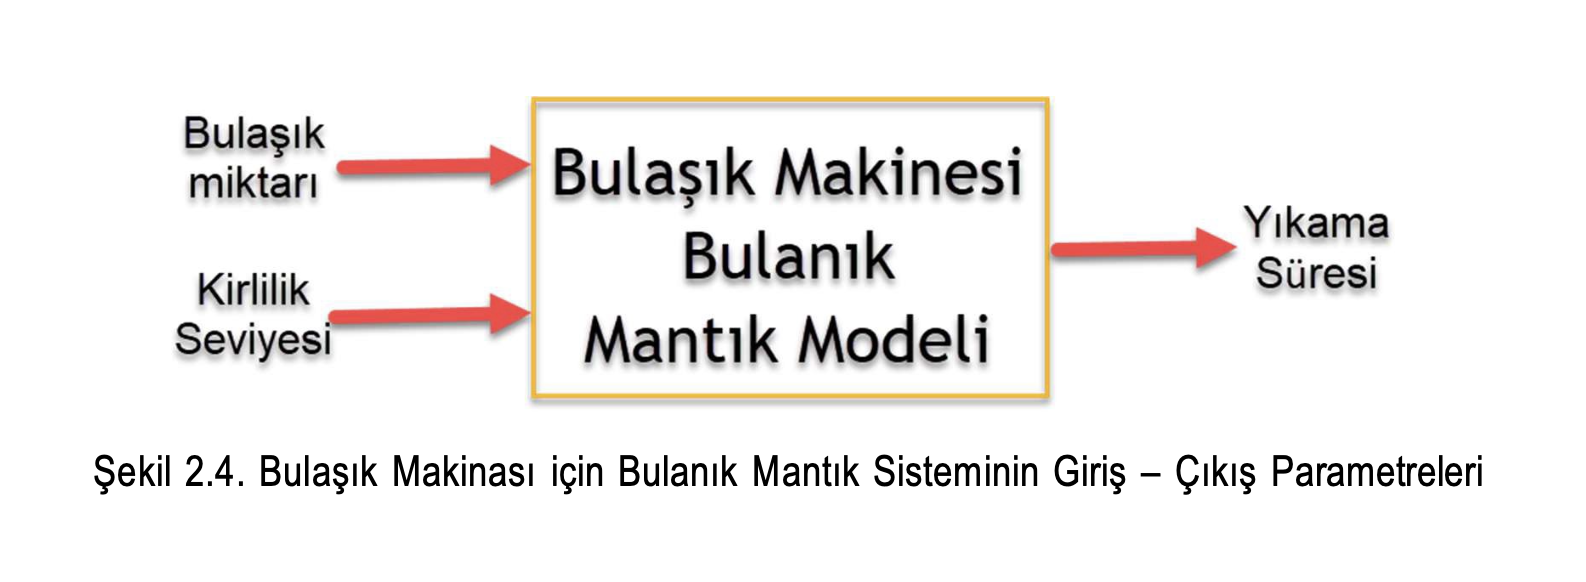 Bulaşık
miktarı
Kirlilik
Seviyesi
Bulaşık Makinesi
Bulanık
Mantık Modeli
Yıkama
Süresi
Şekil 2.4. Bulaşık Makinası için Bulanık Mantık Sisteminin Giriş – Çıkış Parametreleri